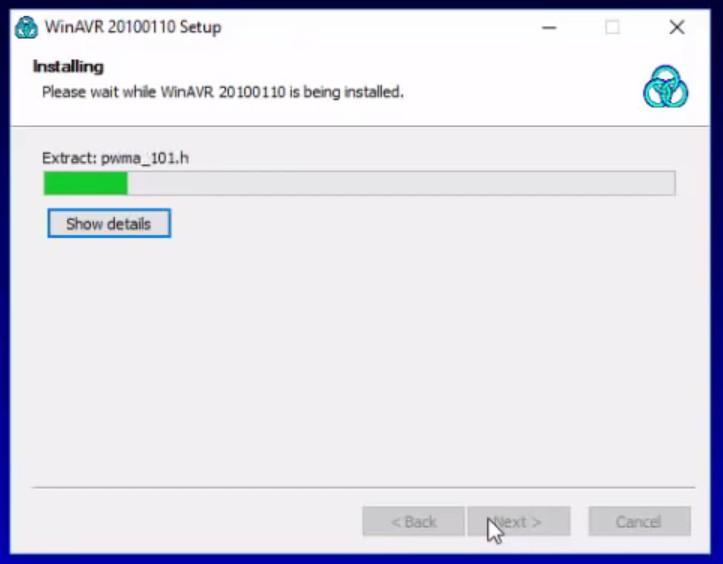 WinAVR 20100110 Setup
Installing
Please wait while WinAVR 20100110 is being installed.
Extract: pwma_101.h
Show details
< Back
Next >
Cancel